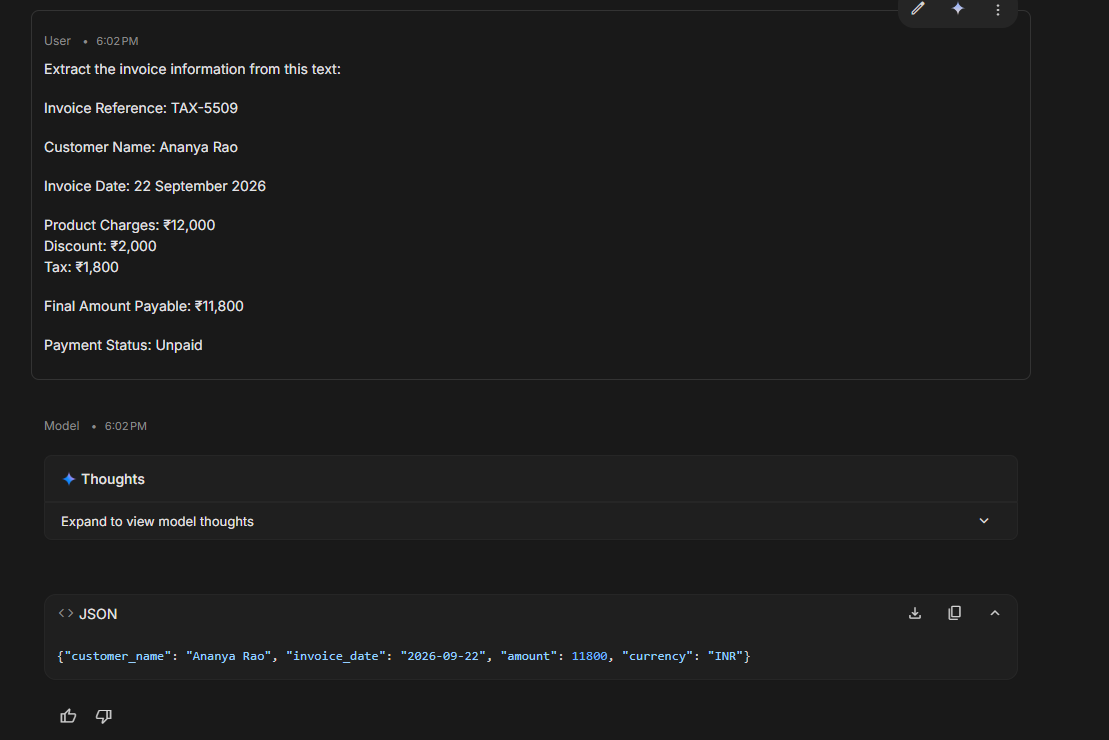 User • 6:02 PM
Extract the invoice information from this text:
Invoice Reference: TAX-5509
Customer Name: Ananya Rao
Invoice Date: 22 September 2026
Product Charges: ₹12,000
Discount: ₹2,000
Tax: ₹1,800
Final Amount Payable: ₹11,800
Payment Status: Unpaid
Model • 6:02 PM
Thoughts
Expand to view model thoughts
<> JSON
{"customer_name": "Ananya Rao", "invoice_date": "2026-09-22", "amount": 11800, "currency": "INR"}